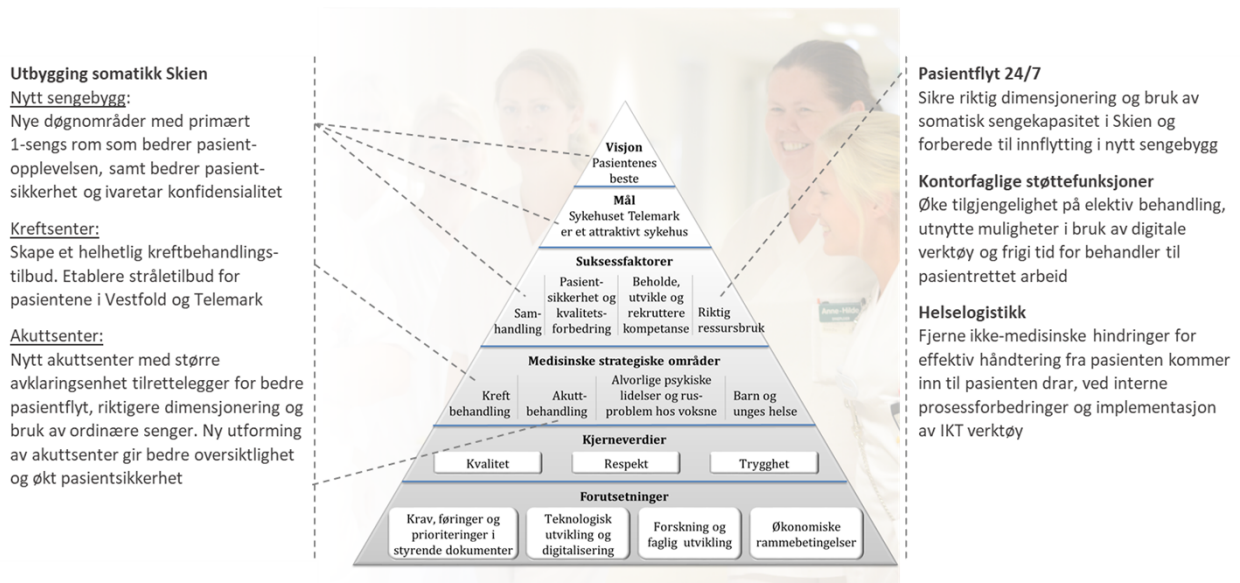 Utbygging somatikk Skien
Nytt sengebygg:
Nye døgnområder med primært
1-sengs rom som bedrer pasient-
opplevelsen, samt bedrer pasient-
sikkerhet og ivaretar konfidensialitet
Kreftsenter:
Skape et helhetlig kreftbehandlings-
tilbud. Etablere stråletilbud for
pasientene i Vestfold og Telemark
Akuttsenter:
Nytt akuttsenter med større
avklaringsenhet tilrettelegger for bedre
pasientflyt, riktigere dimensjonering og
bruk av ordinære senger. Ny utforming
av akuttsenter gir bedre oversiktlighet
og økt pasientsikkerhet
Visjon
Pasientenes
beste
Mål
Sykehuset Telemark
er et attraktivt sykehus
Suksessfaktorer
Sam-
handling
Pasient-
sikkerhet og
kvalitets-
forbedring
Beholde,
utvikle og
rekruttere
kompetanse
Riktig
ressursbruk
Medisinske strategiske områder
Kreft
behandling
Akutt-
behandling
Alvorlige psykiske
lidelser og rus-
problem hos voksne
Barn og
unges helse
Kjerneverdier
Kvalitet
Respekt
Trygghet
Forutsetninger
Krav, føringer og
prioriteringer i
styrende dokumenter
Teknologisk
utvikling og
digitalisering
Forskning og
faglig utvikling
Økonomiske
rammebetingelser
Anne-Hilde
Pasientflyt 24/7
Sikre riktig dimensjonering og bruk av
somatisk sengekapasitet i Skien og
forberede til innflytting i nytt sengebygg
Kontorfaglige støttefunksjoner
Øke tilgjengelighet på elektiv behandling,
utnytte muligheter i bruk av digitale
verktøy og frigi tid for behandler til
pasientrettet arbeid
Helselogistikk
Fjerne ikke-medisinske hindringer for
effektiv håndtering fra pasienten kommer
inn til pasienten drar, ved interne
prosessforbedringer og implementasjon
av IKT verktøy